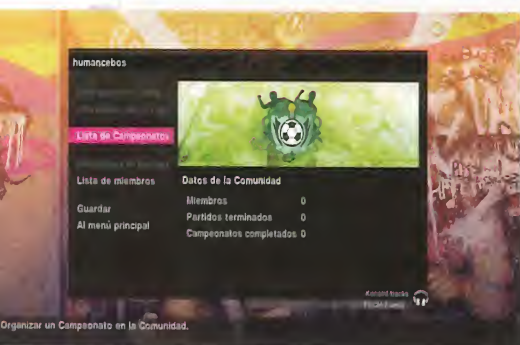 humancebos
Lista de Campeonatos
Lista de miembros
Guardar
Al menú principal
Datos de la Comunidad
Miembros 0
Partidos terminados 0
Campeonatos completados 0
Organizar un Campeonato en la Comunidad.